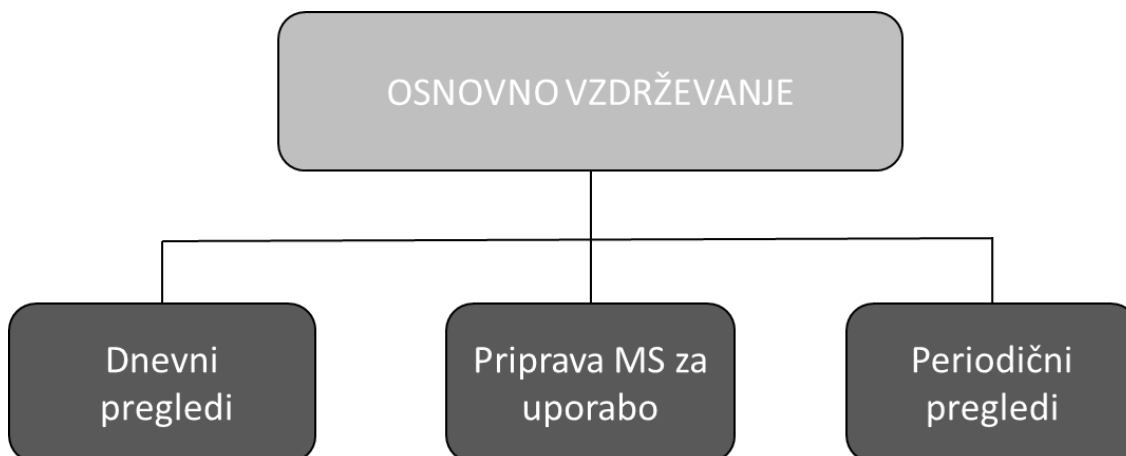 OSNOVNO VZDRŽEVANJE
Dnevni
pregledi
Priprava MS za
uporabo
Periodični
pregledi